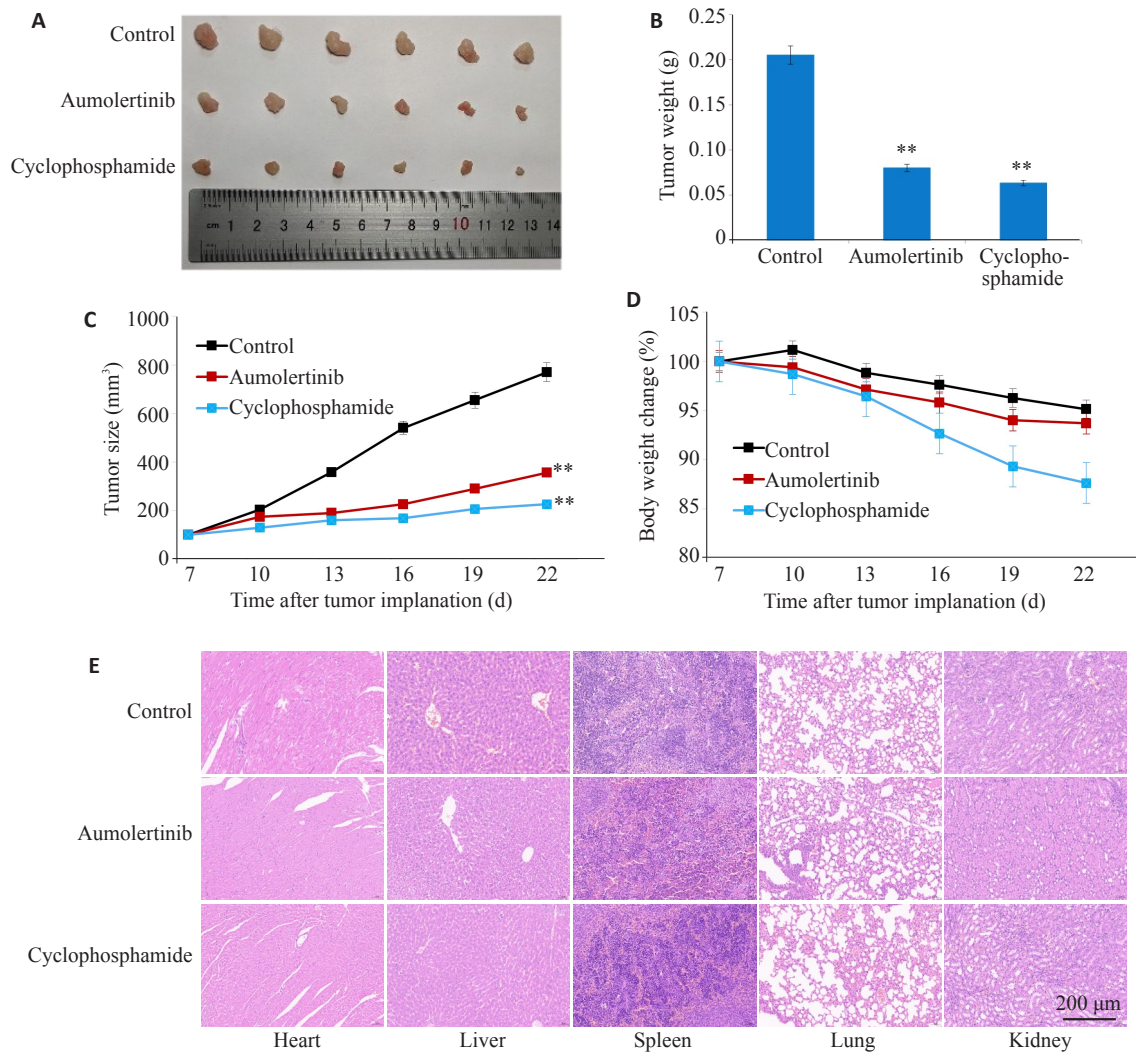 A
Control
Aumolertinib
Cyclophosphamide
cm 1 2 3 4 5 6 7 8 9 10 11 12 13 14
B
Tumor weight (g)
0.20
0.15
0.10
0.05
0
**
**
Control
Aumolertinib
Cyclopho-
sphamide
C
Tumor size (mm³)
1000
800
600
400
200
0
Control
Aumolertinib
Cyclophosphamide
**
**
7 10 13 16 19 22
Time after tumor implanation (d)
D
Body weight change (%)
105
100
95
90
85
80
Control
Aumolertinib
Cyclophosphamide
7 10 13 16 19 22
Time after tumor implanation (d)
E
Control
Aumolertinib
Cyclophosphamide
200 μm
Heart Liver Spleen Lung Kidney